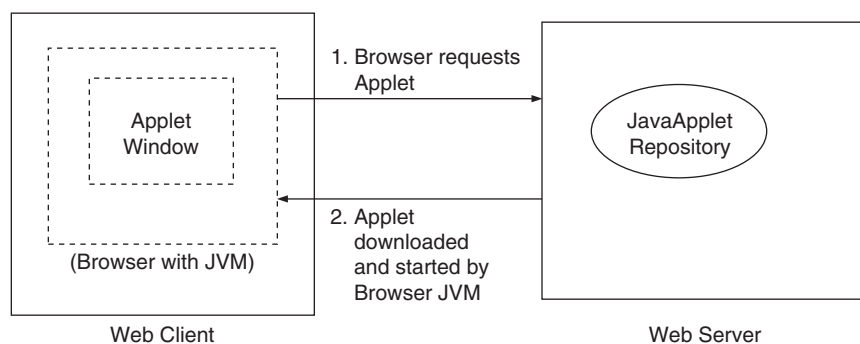 1. Browser requests
Applet
Applet
Window
JavaApplet
Repository
2. Applet
downloaded
and started by
Browser JVM
(Browser with JVM)
Web Client
Web Server